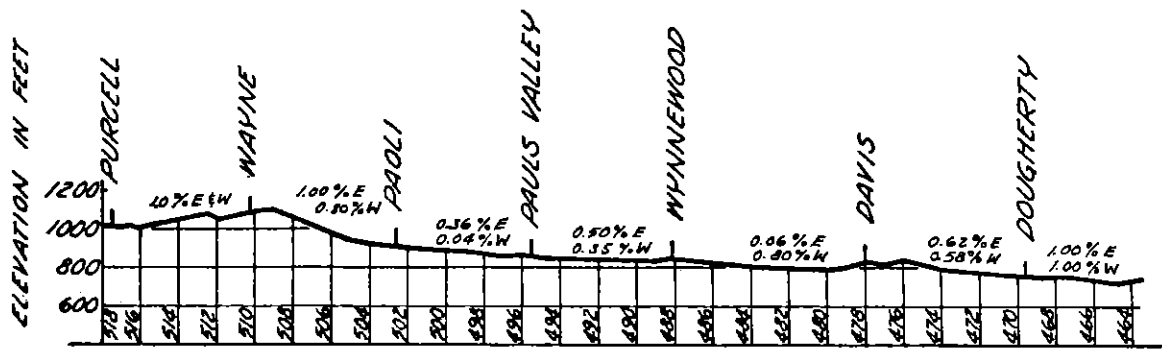 ELEVATION IN FEET
PURCELL
WAYNE
PAOLI
PAULS VALLEY
WYNNEWOOD
DAVIS
DOUGHERTY
1200
1000
800
600
1.0% E & W
1.00% E
0.80% W
0.36% E
0.04% W
0.50% E
0.35% W
0.06% E
0.80% W
0.62% E
0.58% W
1.00% E
1.00% W
518 516 514 512 510 508 506 504 502 500 498 496 494 492 490 488 486 484 482 480 478 476 474 472 470 468 466 464